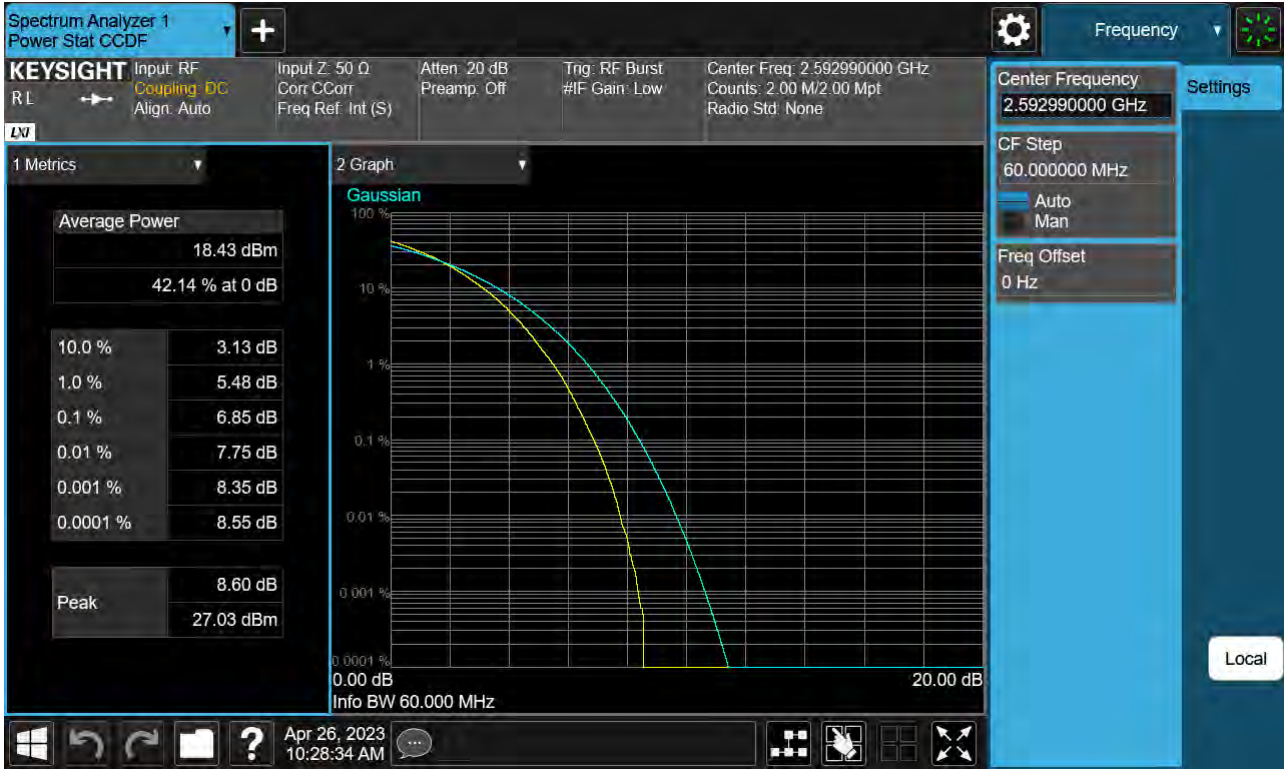 Spectrum Analyzer 1
Power Stat CCDF
Frequency
KEYSIGHT
R L
LXI
Input: RF
Coupling: DC
Align: Auto
Input Z: 50 Ω
Corr CCorr
Freq Ref: Int (S)
Atten: 20 dB
Preamp: Off
Trig: RF Burst
#IF Gain: Low
Center Freq: 2.592990000 GHz
Counts: 2.00 M/2.00 Mpt
Radio Std: None
Center Frequency
2.592990000 GHz
Settings
CF Step
60.000000 MHz
Auto
Man
Freq Offset
0 Hz
Local
1 Metrics
Average Power
18.43 dBm
42.14 % at 0 dB
10.0 % 3.13 dB
1.0 % 5.48 dB
0.1 % 6.85 dB
0.01 % 7.75 dB
0.001 % 8.35 dB
0.0001 % 8.55 dB
Peak
8.60 dB
27.03 dBm
2 Graph
Gaussian
100 %
10 %
1 %
0.1 %
0.01 %
0.001 %
0.0001 %
0.00 dB 20.00 dB
Info BW 60.000 MHz
?
Apr 26, 2023
10:28:34 AM